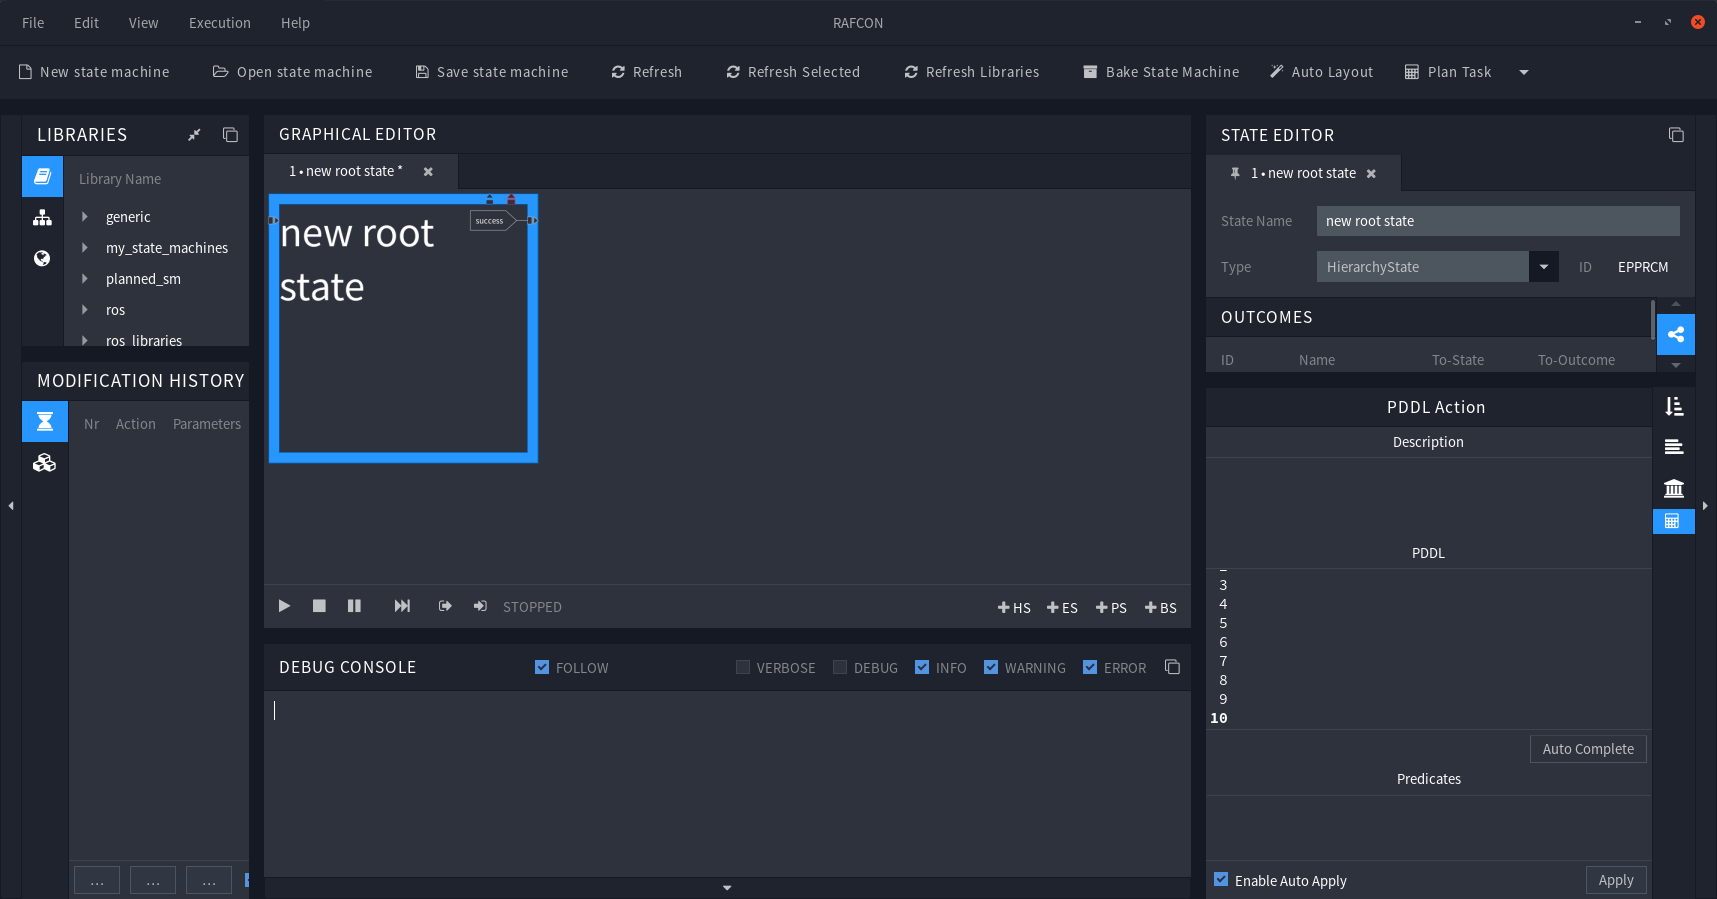 File Edit View Execution Help RAFCON
New state machine Open state machine Save state machine Refresh Refresh Selected Refresh Libraries Bake State Machine Auto Layout Plan Task
LIBRARIES
Library Name
generic
my_state_machines
planned_sm
ros
ros_libraries
MODIFICATION HISTORY
Nr Action Parameters
... ... ...
GRAPHICAL EDITOR
1 • new root state *
success
new root
state
STOPPED
HS ES PS BS
DEBUG CONSOLE FOLLOW VERBOSE DEBUG INFO WARNING ERROR
STATE EDITOR
1 • new root state
State Name new root state
Type HierarchyState ID EPPRCM
OUTCOMES
ID Name To-State To-Outcome
PDDL Action
Description
PDDL
3
4
5
6
7
8
9
10
Auto Complete
Predicates
Enable Auto Apply Apply